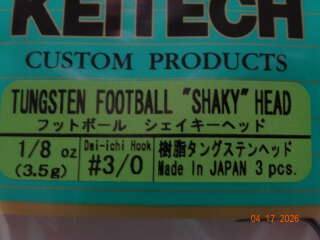 KEITECH
CUSTOM PRODUCTS
TUNGSTEN FOOTBALL "SHAKY" HEAD
フットボール シェイキーヘッド
1/8 oz
(3.5g)
Dai-ichi Hook
#3/0
樹脂タングステンヘッド
Made In JAPAN 3 pcs.
04 17 2026